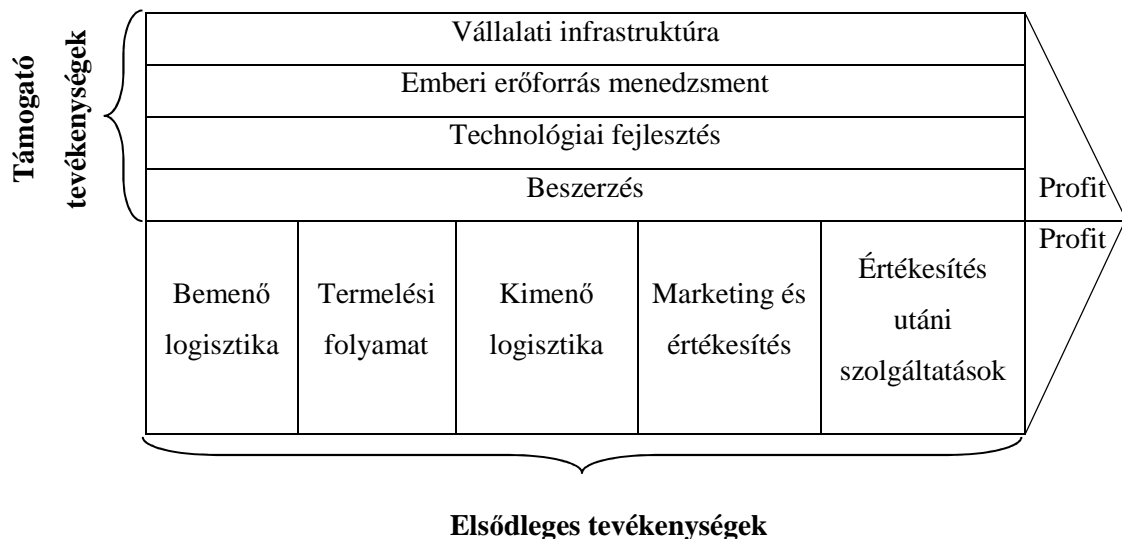 Támogató
tevékenységek
Vállalati infrastruktúra
Emberi erőforrás menedzsment
Technológiai fejlesztés
Beszerzés
Profit
Profit
Bemenő
logisztika
Termelési
folyamat
Kimenő
logisztika
Marketing és
értékesítés
Értékesítés
utáni
szolgáltatások
Elsődleges tevékenységek